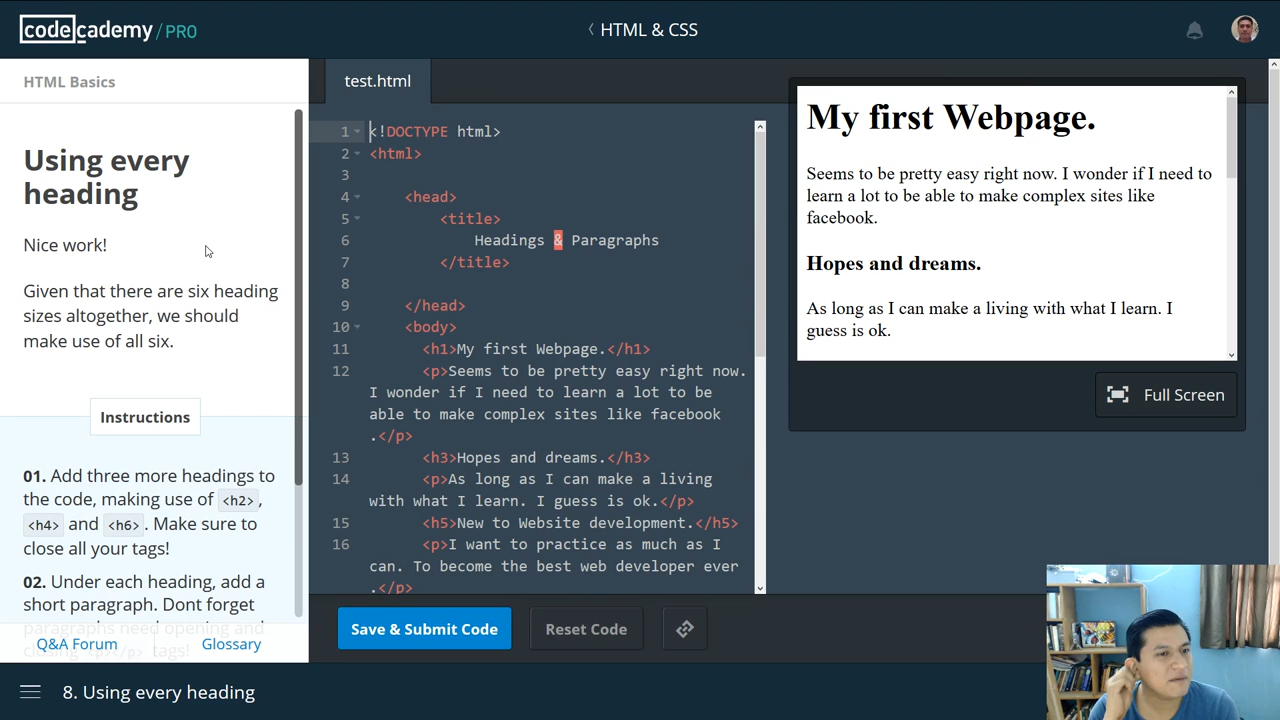 codecademy / PRO
HTML & CSS
HTML Basics
Using every
heading
Nice work!
Given that there are six heading
sizes altogether, we should
make use of all six.
Instructions
01. Add three more headings to
the code, making use of <h2>,
<h4> and <h6>. Make sure to
close all your tags!
02. Under each heading, add a
short paragraph. Dont forget
paragraphs need opening and
closing <p></p> tags!
Q&A Forum
Glossary
test.html
1 <!DOCTYPE html>
2 <html>
3
4 <head>
5 <title>
6 Headings & Paragraphs
7 </title>
8
9 </head>
10 <body>
11 <h1>My first Webpage.</h1>
12 <p>Seems to be pretty easy right now.
I wonder if I need to learn a lot to be
able to make complex sites like facebook
.</p>
13 <h3>Hopes and dreams.</h3>
14 <p>As long as I can make a living
with what I learn. I guess is ok.</p>
15 <h5>New to Website development.</h5>
16 <p>I want to practice as much as I
can. To become the best web developer ever
.</p>
Save & Submit Code
Reset Code
My first Webpage.
Seems to be pretty easy right now. I wonder if I need to
learn a lot to be able to make complex sites like
facebook.
Hopes and dreams.
As long as I can make a living with what I learn. I
guess is ok.
Full Screen
8. Using every heading